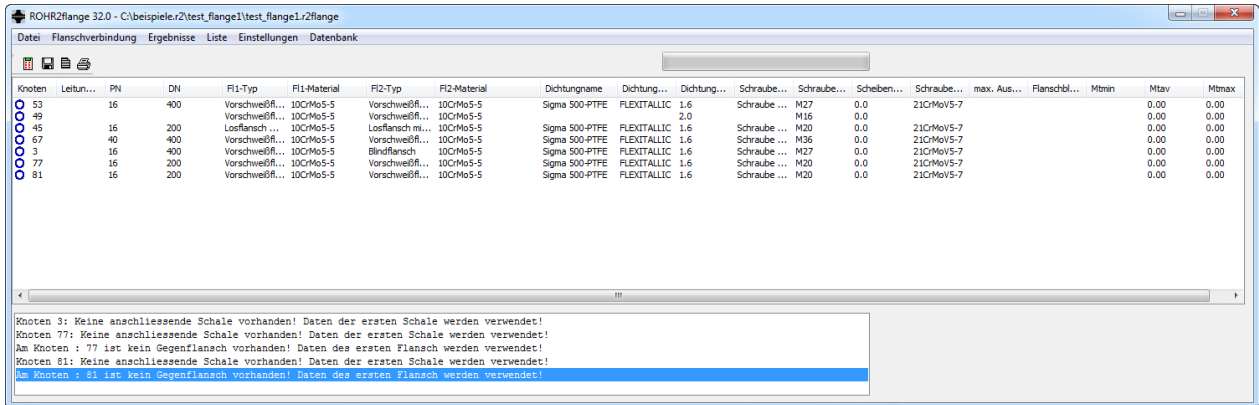 ROHR2flange 32.0 - C:\beispiele.r2\test_flange1\test_flange1.r2flange
Datei Flanschverbindung Ergebnisse Liste Einstellungen Datenbank
Knoten Leitun... PN DN Fl1-Typ Fl1-Material Fl2-Typ Fl2-Material Dichtungname Dichtung... Dichtung... Schraube... Schraube... Scheiben... Schraube... max. Aus... Flanschbl... Mtmin Mtav Mtmax
53 16 400 Vorschweißfl... 10CrMo5-5 Vorschweißfl... 10CrMo5-5 Sigma 500-PTFE FLEXITALLIC 1.6 Schraube ... M27 0.0 21CrMoV5-7 0.00 0.00
49 Vorschweißfl... 10CrMo5-5 Vorschweißfl... 10CrMo5-5 2.0 M16 0.0 0.00 0.00
45 16 200 Losflansch ... 10CrMo5-5 Losflansch mi... 10CrMo5-5 Sigma 500-PTFE FLEXITALLIC 1.6 Schraube ... M20 0.0 21CrMoV5-7 0.00 0.00
67 40 400 Vorschweißfl... 10CrMo5-5 Vorschweißfl... 10CrMo5-5 Sigma 500-PTFE FLEXITALLIC 1.6 Schraube ... M36 0.0 21CrMoV5-7 0.00 0.00
3 16 400 Vorschweißfl... 10CrMo5-5 Blindflansch 10CrMo5-5 Sigma 500-PTFE FLEXITALLIC 1.6 Schraube ... M27 0.0 21CrMoV5-7 0.00 0.00
77 16 200 Vorschweißfl... 10CrMo5-5 Vorschweißfl... 10CrMo5-5 Sigma 500-PTFE FLEXITALLIC 1.6 Schraube ... M20 0.0 21CrMoV5-7 0.00 0.00
81 16 200 Vorschweißfl... 10CrMo5-5 Vorschweißfl... 10CrMo5-5 Sigma 500-PTFE FLEXITALLIC 1.6 Schraube ... M20 0.0 21CrMoV5-7 0.00 0.00
Knoten 3: Keine anschliessende Schale vorhanden! Daten der ersten Schale werden verwendet!
Knoten 77: Keine anschliessende Schale vorhanden! Daten der ersten Schale werden verwendet!
Am Knoten : 77 ist kein Gegenflansch vorhanden! Daten des ersten Flansch werden verwendet!
Knoten 81: Keine anschliessende Schale vorhanden! Daten der ersten Schale werden verwendet!
Am Knoten : 81 ist kein Gegenflansch vorhanden! Daten des ersten Flansch werden verwendet!